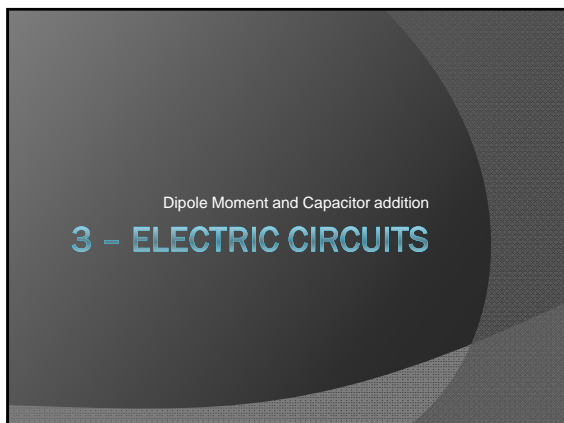 Dipole Moment and Capacitor addition
3 – ELECTRIC CIRCUITS